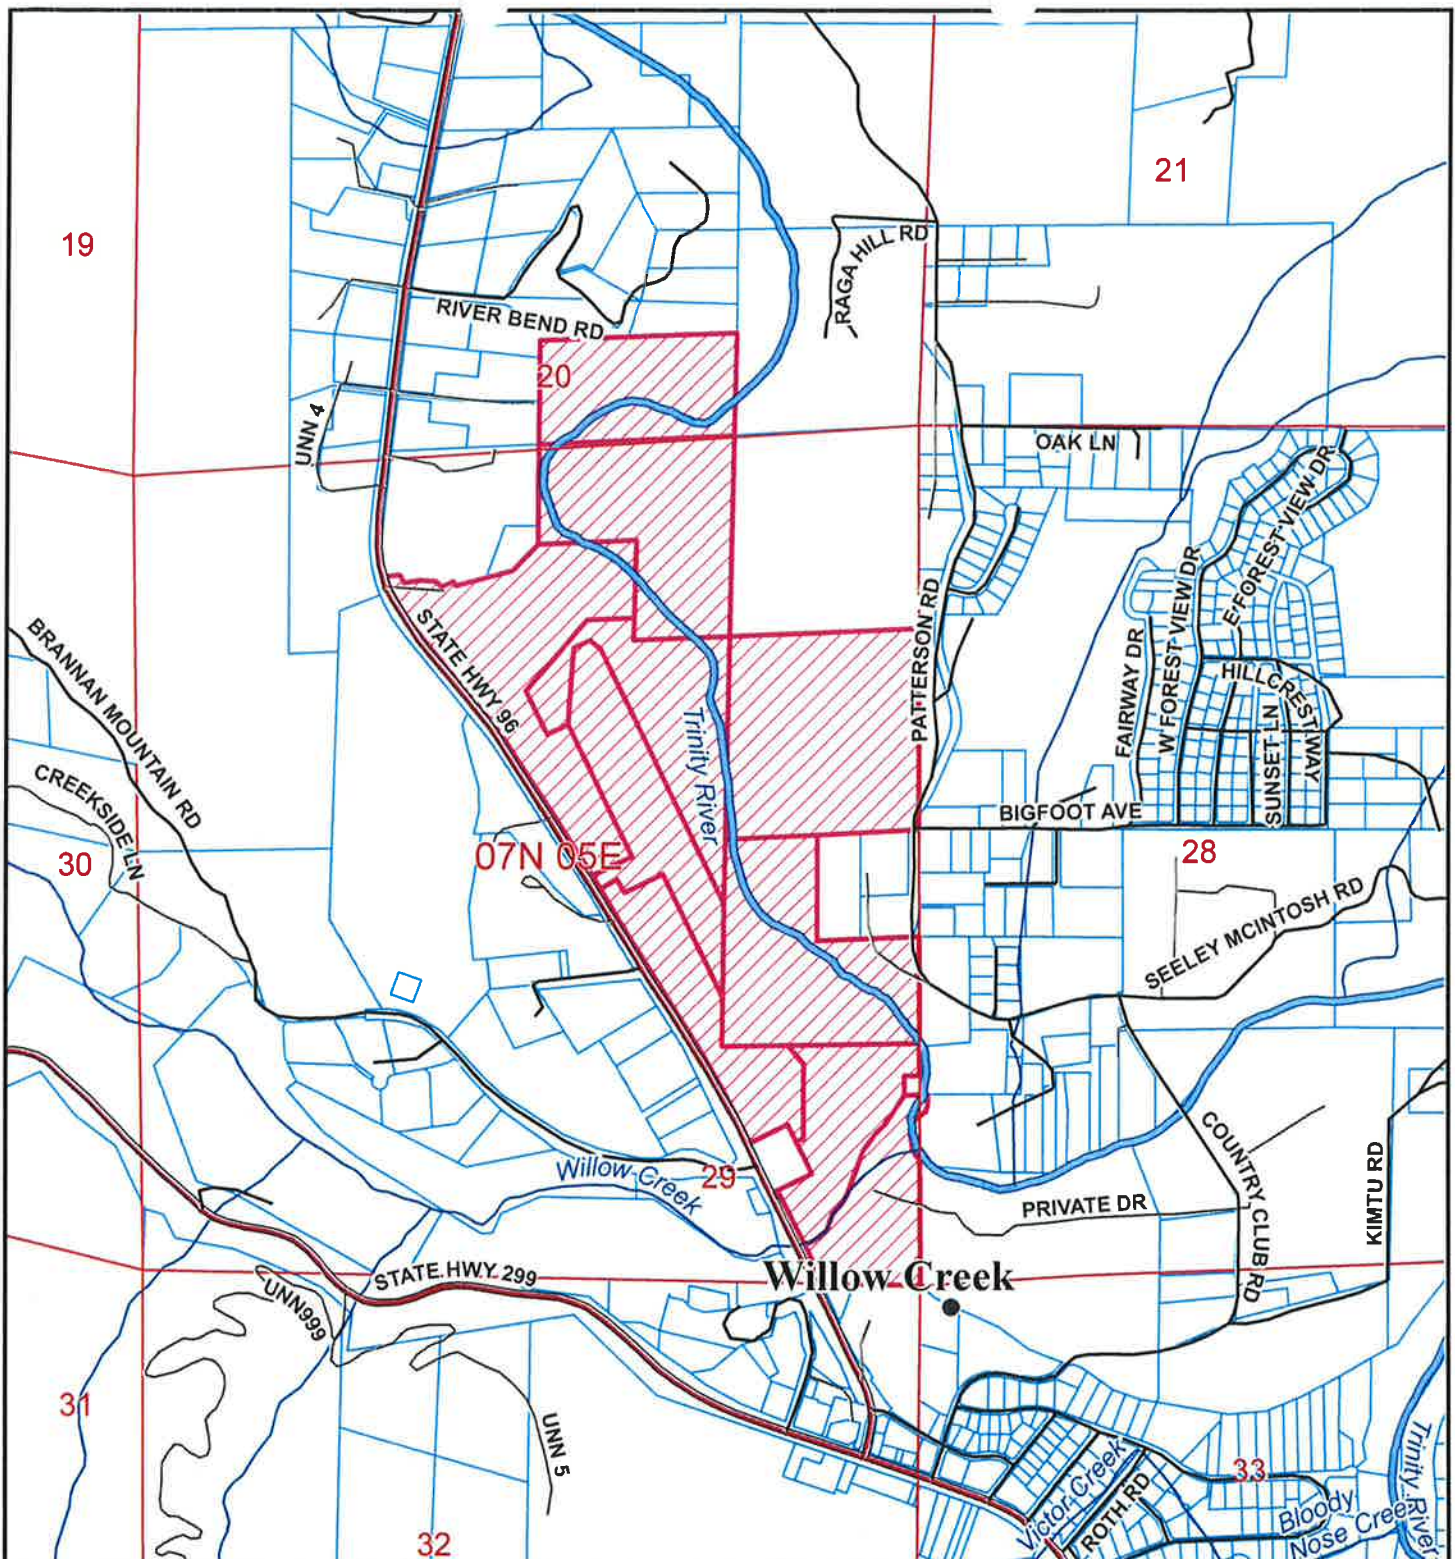 21
19
RAGA HILL RD
RIVER BEND RD
20
UNN 4
OAK LN
E FOREST VIEW DR
W FOREST VIEW DR
FAIRWAY DR
PATTERSON RD
STATE HWY 96
BRANNAN MOUNTAIN RD
HILLCREST WAY
SUNSET LN
Trinity River
CREEKSIDE LN
BIGFOOT AVE
07N 05E
28
30
SEELEY MCINTOSH RD
COUNTRY CLUB RD
KIMTU RD
Willow Creek
29
PRIVATE DR
STATE HWY 299
Willow Creek
UNN999
31
UNN 5
33
Victor Creek
ROTH RD
Bloody
Nose Creek
Trinity River
32